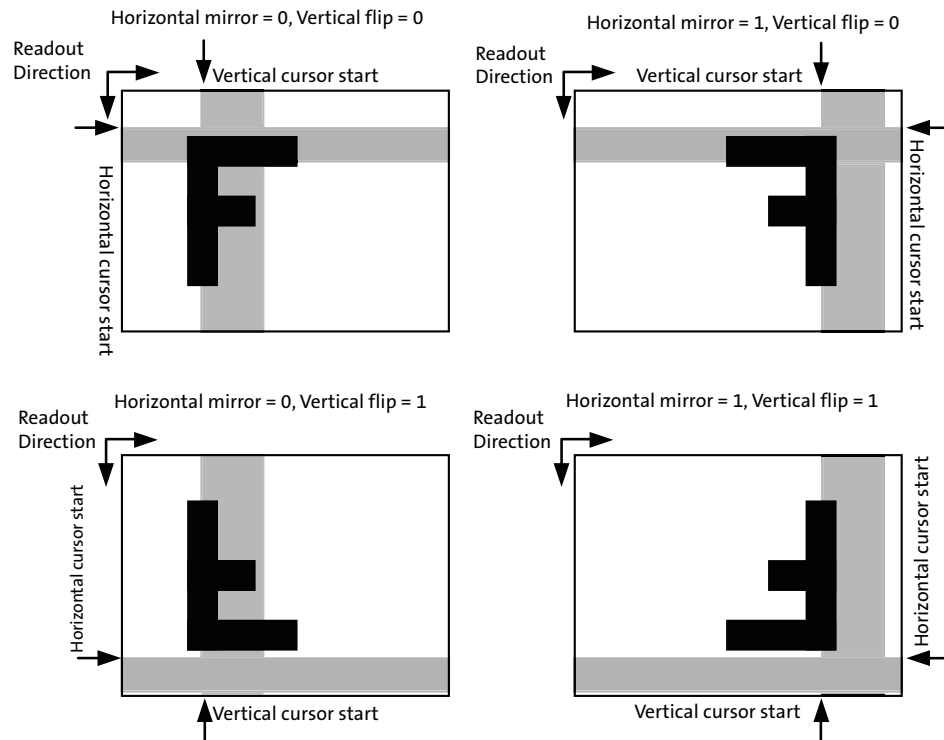 Horizontal mirror = 0, Vertical flip = 0
Readout
Direction
Vertical cursor start
Horizontal cursor start
Horizontal mirror = 1, Vertical flip = 0
Readout
Direction
Vertical cursor start
Horizontal cursor start
Horizontal mirror = 0, Vertical flip = 1
Readout
Direction
Horizontal cursor start
Vertical cursor start
Horizontal mirror = 1, Vertical flip = 1
Readout
Direction
Horizontal cursor start
Vertical cursor start